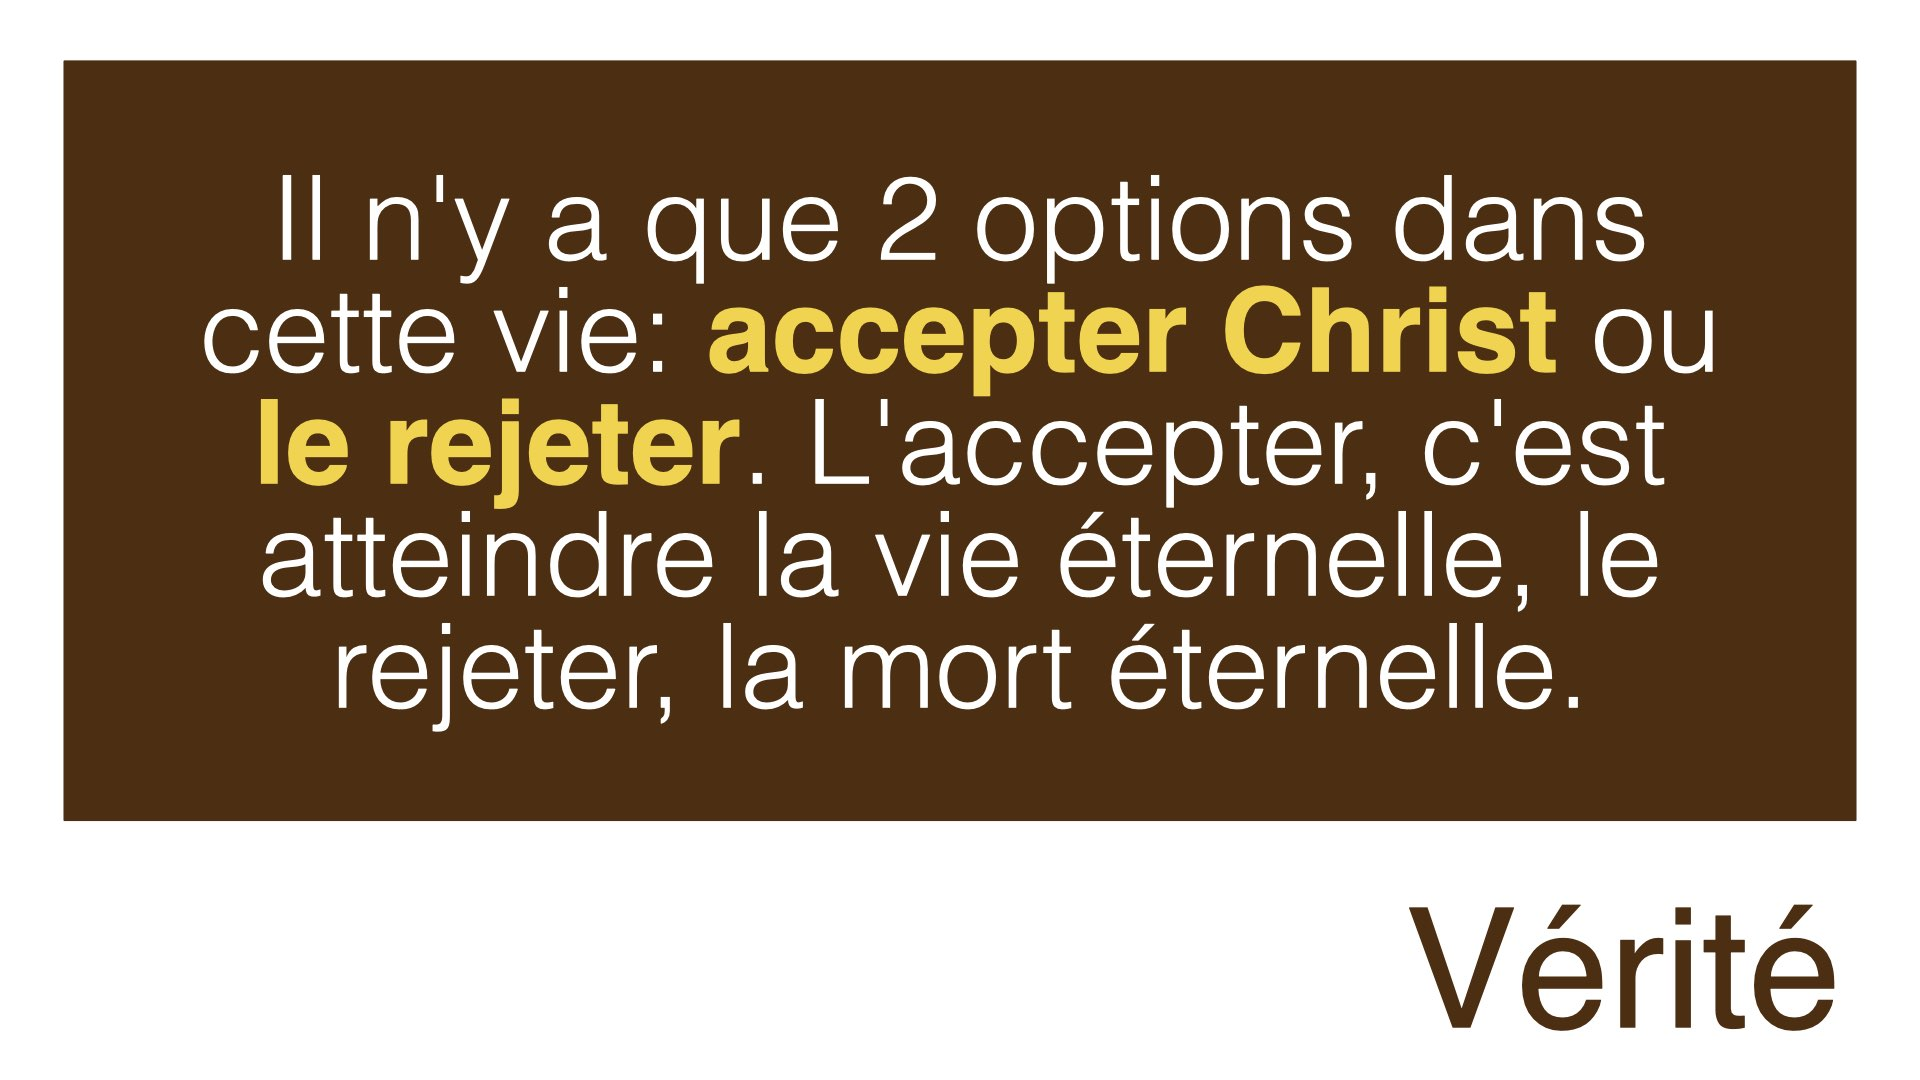 Il n'y a que 2 options dans
cette vie: accepter Christ ou
le rejeter. L'accepter, c'est
atteindre la vie éternelle, le
rejeter, la mort éternelle.
Vérité